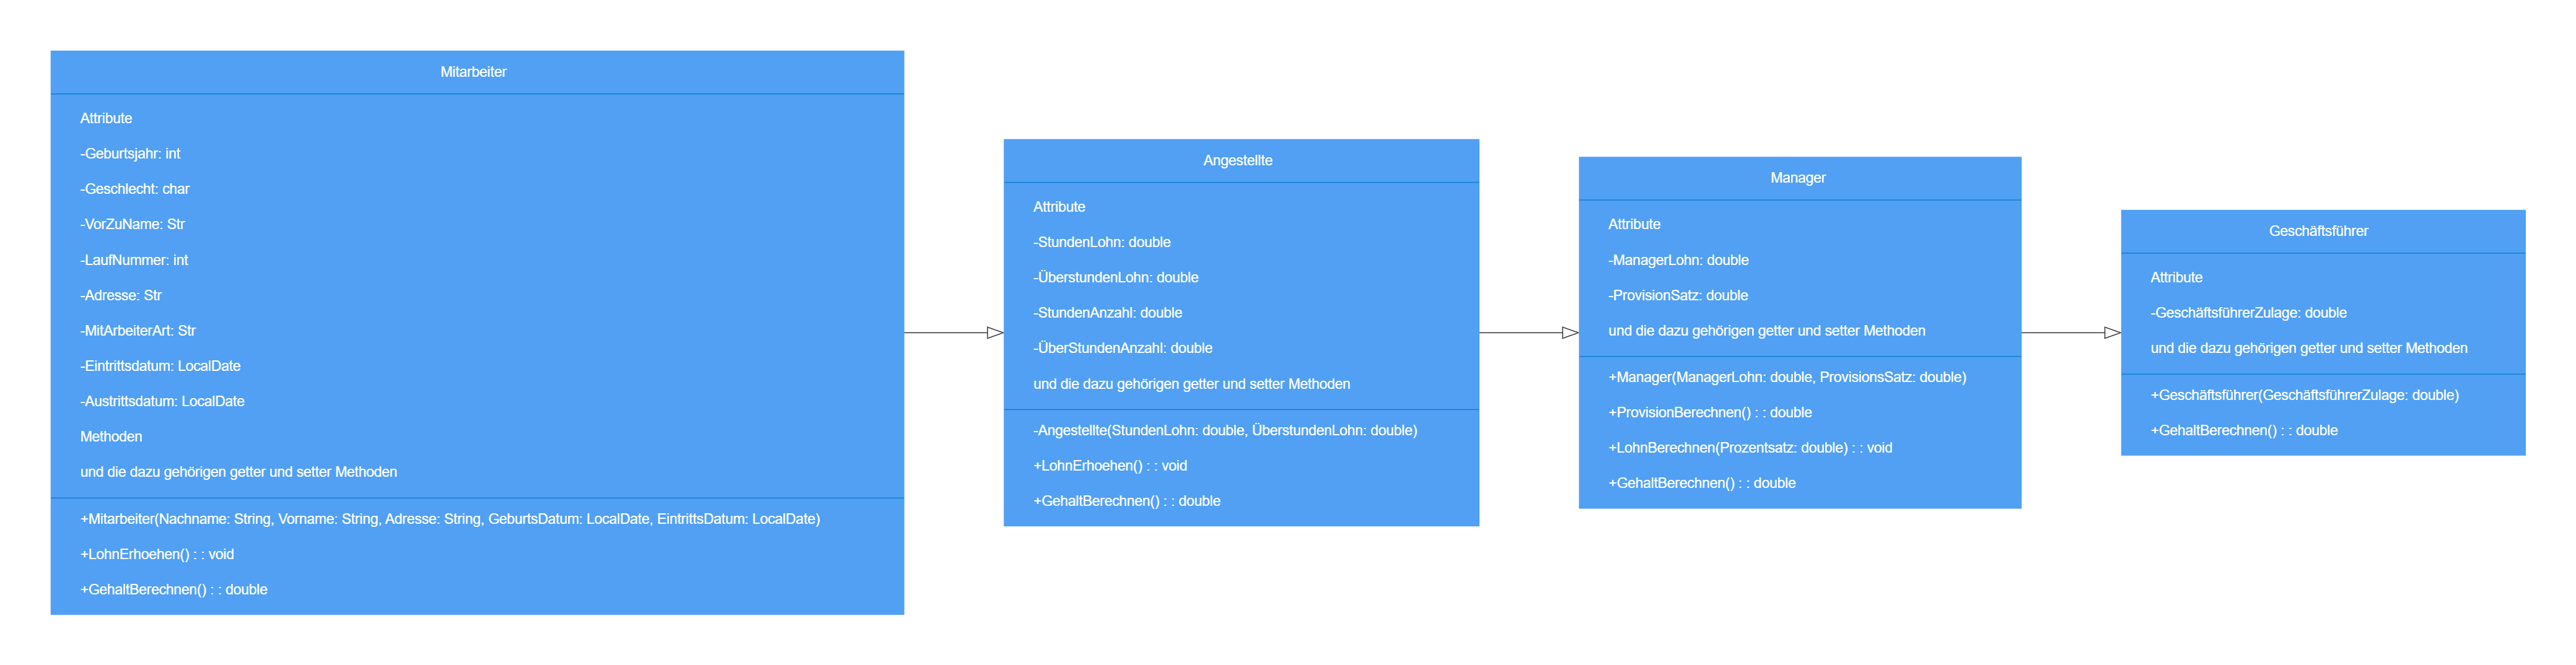 Mitarbeiter
Attribute
-Geburtsjahr: int
-Geschlecht: char
-VorZuName: Str
-LaufNummer: int
-Adresse: Str
-MitArbeiterArt: Str
-Eintrittsdatum: LocalDate
-Austrittsdatum: LocalDate
Methoden
und die dazu gehörigen getter und setter Methoden
+Mitarbeiter(Nachname: String, Vorname: String, Adresse: String, GeburtsDatum: LocalDate, EintrittsDatum: LocalDate)
+LohnErhoehen() : : void
+GehaltBerechnen() : : double
Angestellte
Attribute
-StundenLohn: double
-ÜberstundenLohn: double
-StundenAnzahl: double
-ÜberStundenAnzahl: double
und die dazu gehörigen getter und setter Methoden
-Angestellte(StundenLohn: double, ÜberstundenLohn: double)
+LohnErhoehen() : : void
+GehaltBerechnen() : : double
Manager
Attribute
-ManagerLohn: double
-ProvisionSatz: double
und die dazu gehörigen getter und setter Methoden
+Manager(ManagerLohn: double, ProvisionsSatz: double)
+ProvisionBerechnen() : : double
+LohnBerechnen(Prozentsatz: double) : : void
+GehaltBerechnen() : : double
Geschäftsführer
Attribute
-GeschäftsführerZulage: double
und die dazu gehörigen getter und setter Methoden
+Geschäftsführer(GeschäftsführerZulage: double)
+GehaltBerechnen() : : double